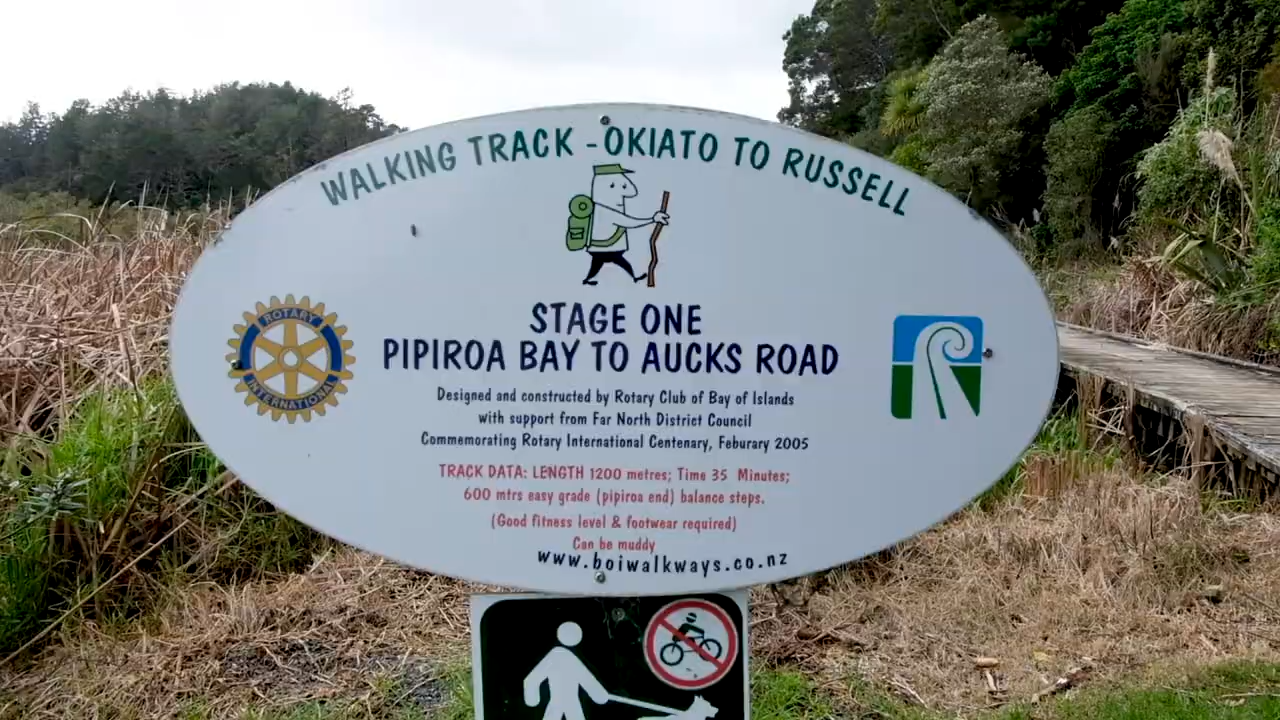 WALKING TRACK - OKIATO TO RUSSELL
STAGE ONE
PIPIROA BAY TO AUCKS ROAD
ROTARY
INTERNATIONAL
Designed and constructed by Rotary Club of Bay of Islands
with support from Far North District Council
Commemorating Rotary International Centenary, Feburary 2005
TRACK DATA: LENGTH 1200 metres; Time 35 Minutes;
600 mtrs easy grade (pipiroa end) balance steps.
(Good fitness level & footwear required)
Can be muddy
www.boiwalkways.co.nz